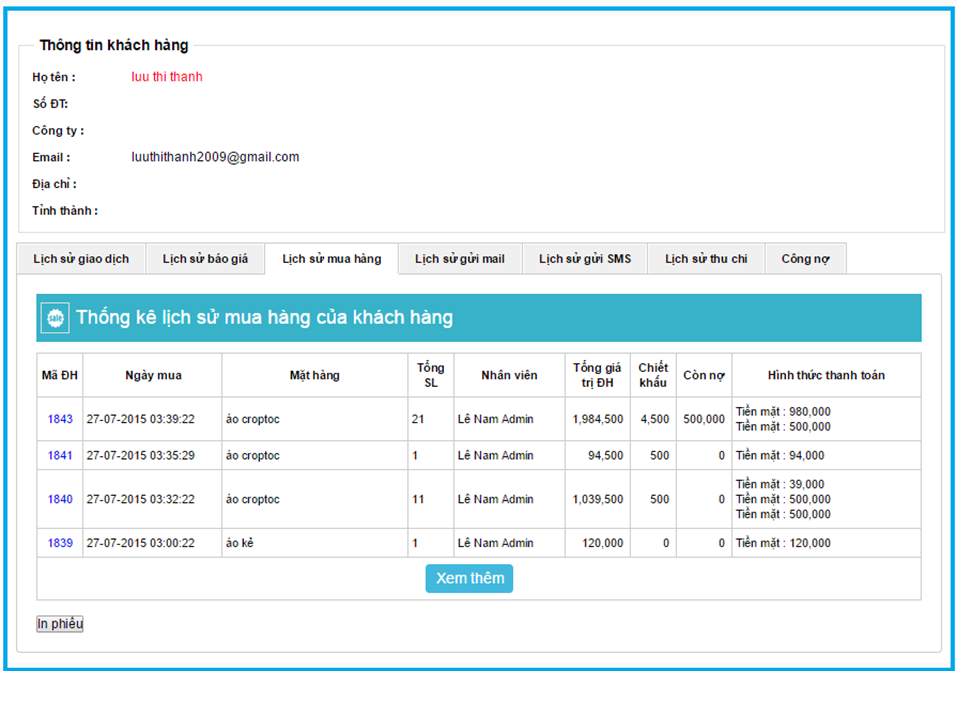 Thông tin khách hàng
Họ tên : luu thi thanh
Số ĐT:
Công ty :
Email : luuthithanh2009@gmail.com
Địa chỉ :
Tỉnh thành :
Lịch sử giao dịch Lịch sử báo giá Lịch sử mua hàng Lịch sử gửi mail Lịch sử gửi SMS Lịch sử thu chi Công nợ
sale Thống kê lịch sử mua hàng của khách hàng
Mã ĐH Ngày mua Mặt hàng Tổng SL Nhân viên Tổng giá trị ĐH Chiết khấu Còn nợ Hình thức thanh toán
1843 27-07-2015 03:39:22 áo croptoc 21 Lê Nam Admin 1,984,500 4,500 500,000 Tiền mặt : 980,000
Tiền mặt : 500,000
1841 27-07-2015 03:35:29 áo croptoc 1 Lê Nam Admin 94,500 500 0 Tiền mặt : 94,000
1840 27-07-2015 03:32:22 áo croptoc 11 Lê Nam Admin 1,039,500 500 0 Tiền mặt : 39,000
Tiền mặt : 500,000
Tiền mặt : 500,000
1839 27-07-2015 03:00:22 áo kẻ 1 Lê Nam Admin 120,000 0 0 Tiền mặt : 120,000
Xem thêm
In phiếu